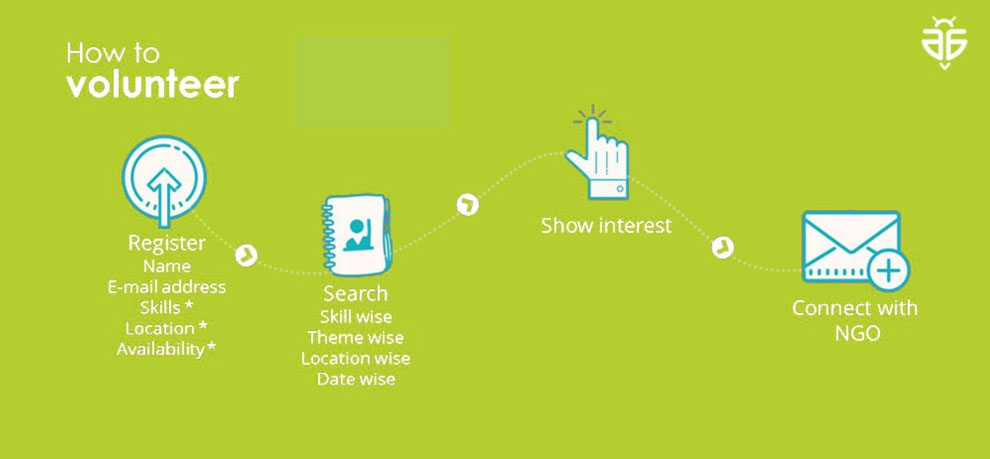 How to
volunteer
Register
Name
E-mail address
Skills *
Location *
Availability*
Search
Skill wise
Theme wise
Location wise
Date wise
Show interest
Connect with
NGO